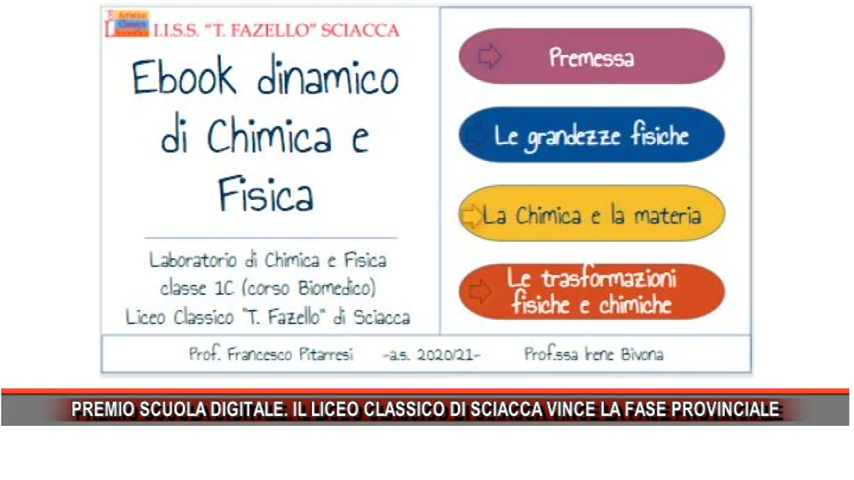 Classico
I.I.S.S. "T. FAZELLO" SCIACCA
Ebook dinamico
di Chimica e
Fisica
Laboratorio di Chimica e Fisica
classe 1C (corso Biomedico)
Liceo Classico "T. Fazello" di Sciacca
Premessa
Le grandezze fisiche
La Chimica e la materia
Le trasformazioni
fisiche e chimiche
Prof. Francesco Pitarresi -a.s. 2020/21- Prof.ssa Irene Bivona
PREMIO SCUOLA DIGITALE. IL LICEO CLASSICO DI SCIACCA VINCE LA FASE PROVINCIALE